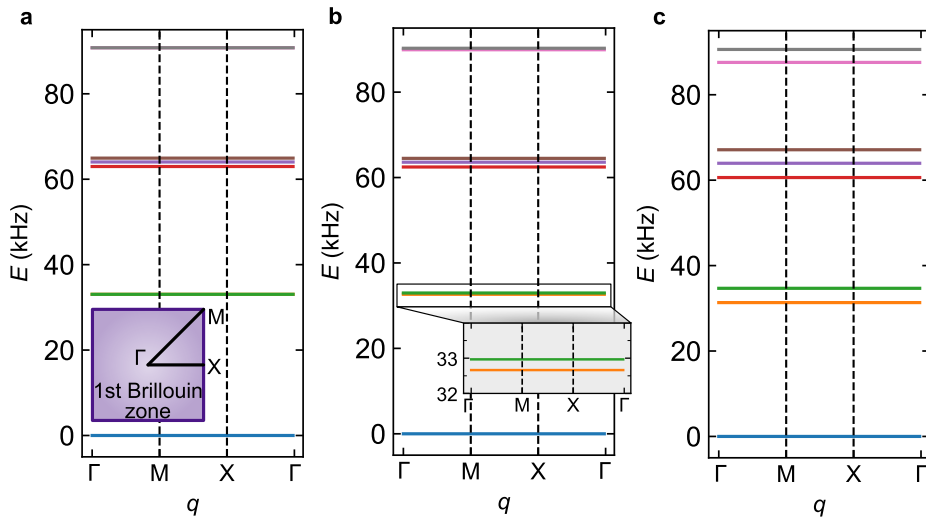 a
E (kHz)
80
60
40
20
0
Γ M X Γ
q
M
Γ
X
1st Brillouin
zone
b
E (kHz)
80
60
40
20
0
33
32
Γ M X Γ
Γ M X Γ
q
c
E (kHz)
80
60
40
20
0
Γ M X Γ
q